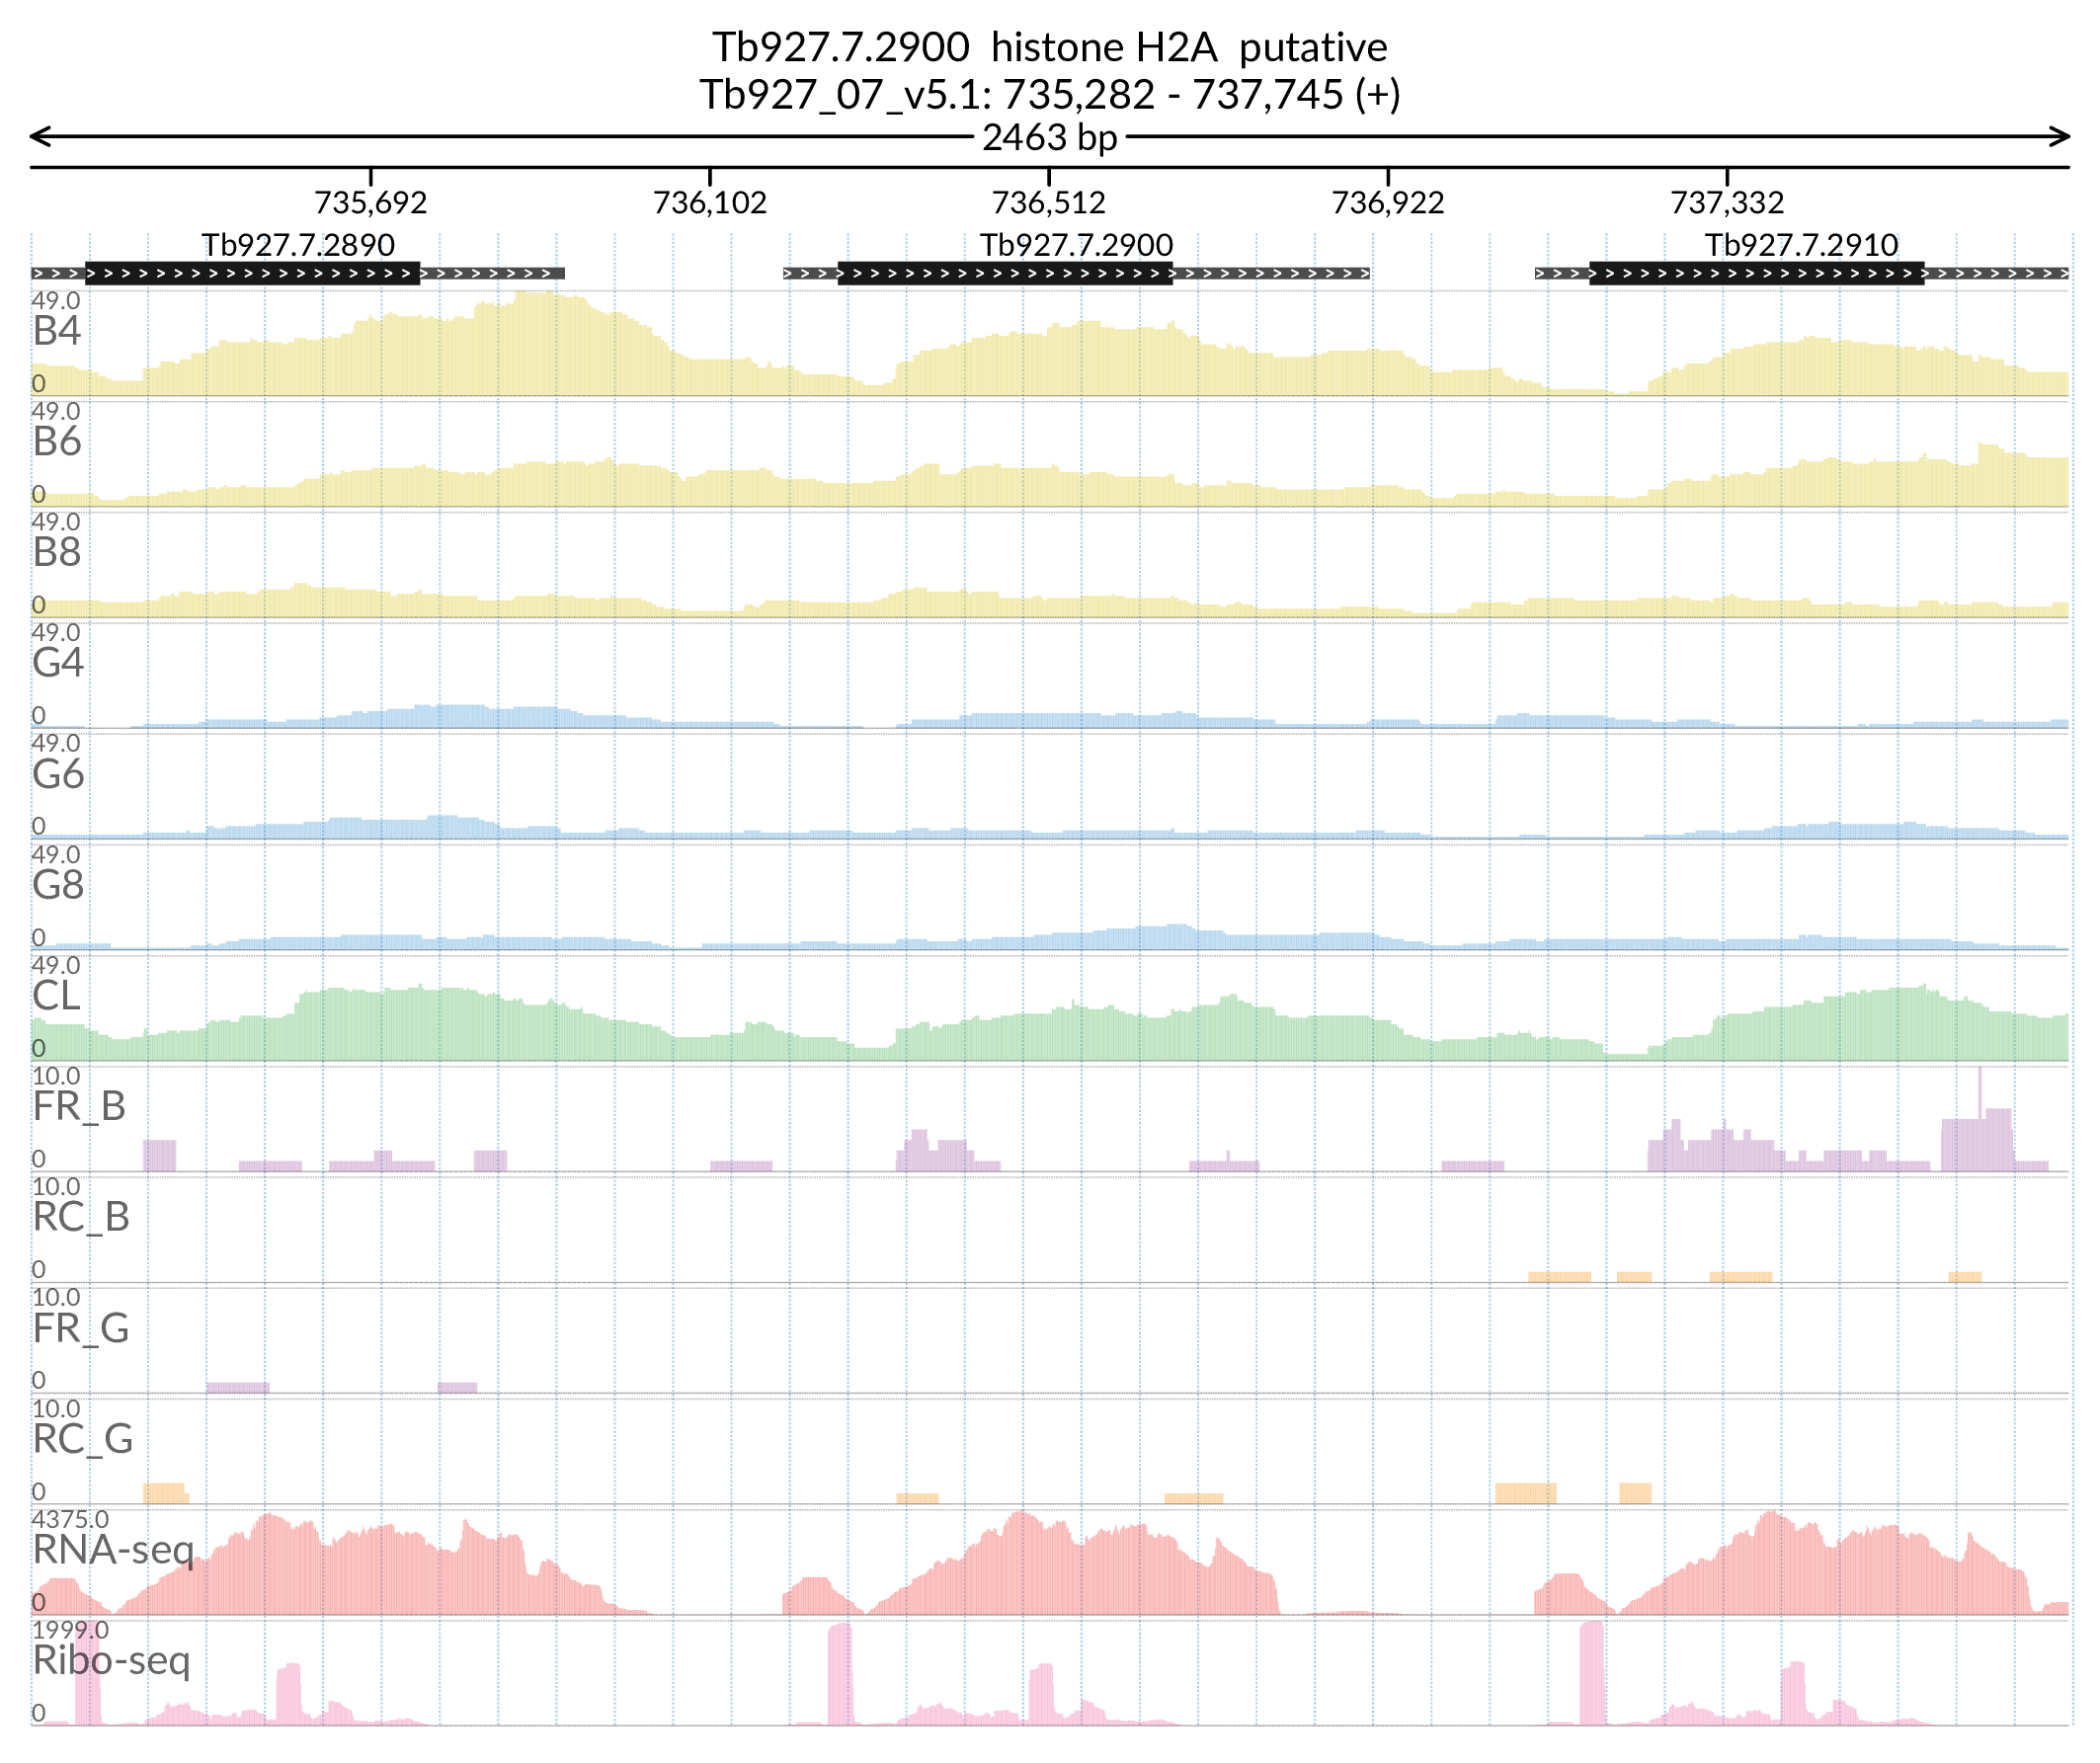 Tb927.7.2900  histone H2A  putative
Tb927_07_v5.1: 735,282 - 737,745 (+)
2463 bp
735,692 736,102 736,512 736,922 737,332
Tb927.7.2890 Tb927.7.2900 Tb927.7.2910
49.0
B4
0
49.0
B6
0
49.0
B8
0
49.0
G4
0
49.0
G6
0
49.0
G8
0
49.0
CL
0
10.0
FR_B
0
10.0
RC_B
0
10.0
FR_G
0
10.0
RC_G
0
4375.0
RNA-seq
0
1999.0
Ribo-seq
0